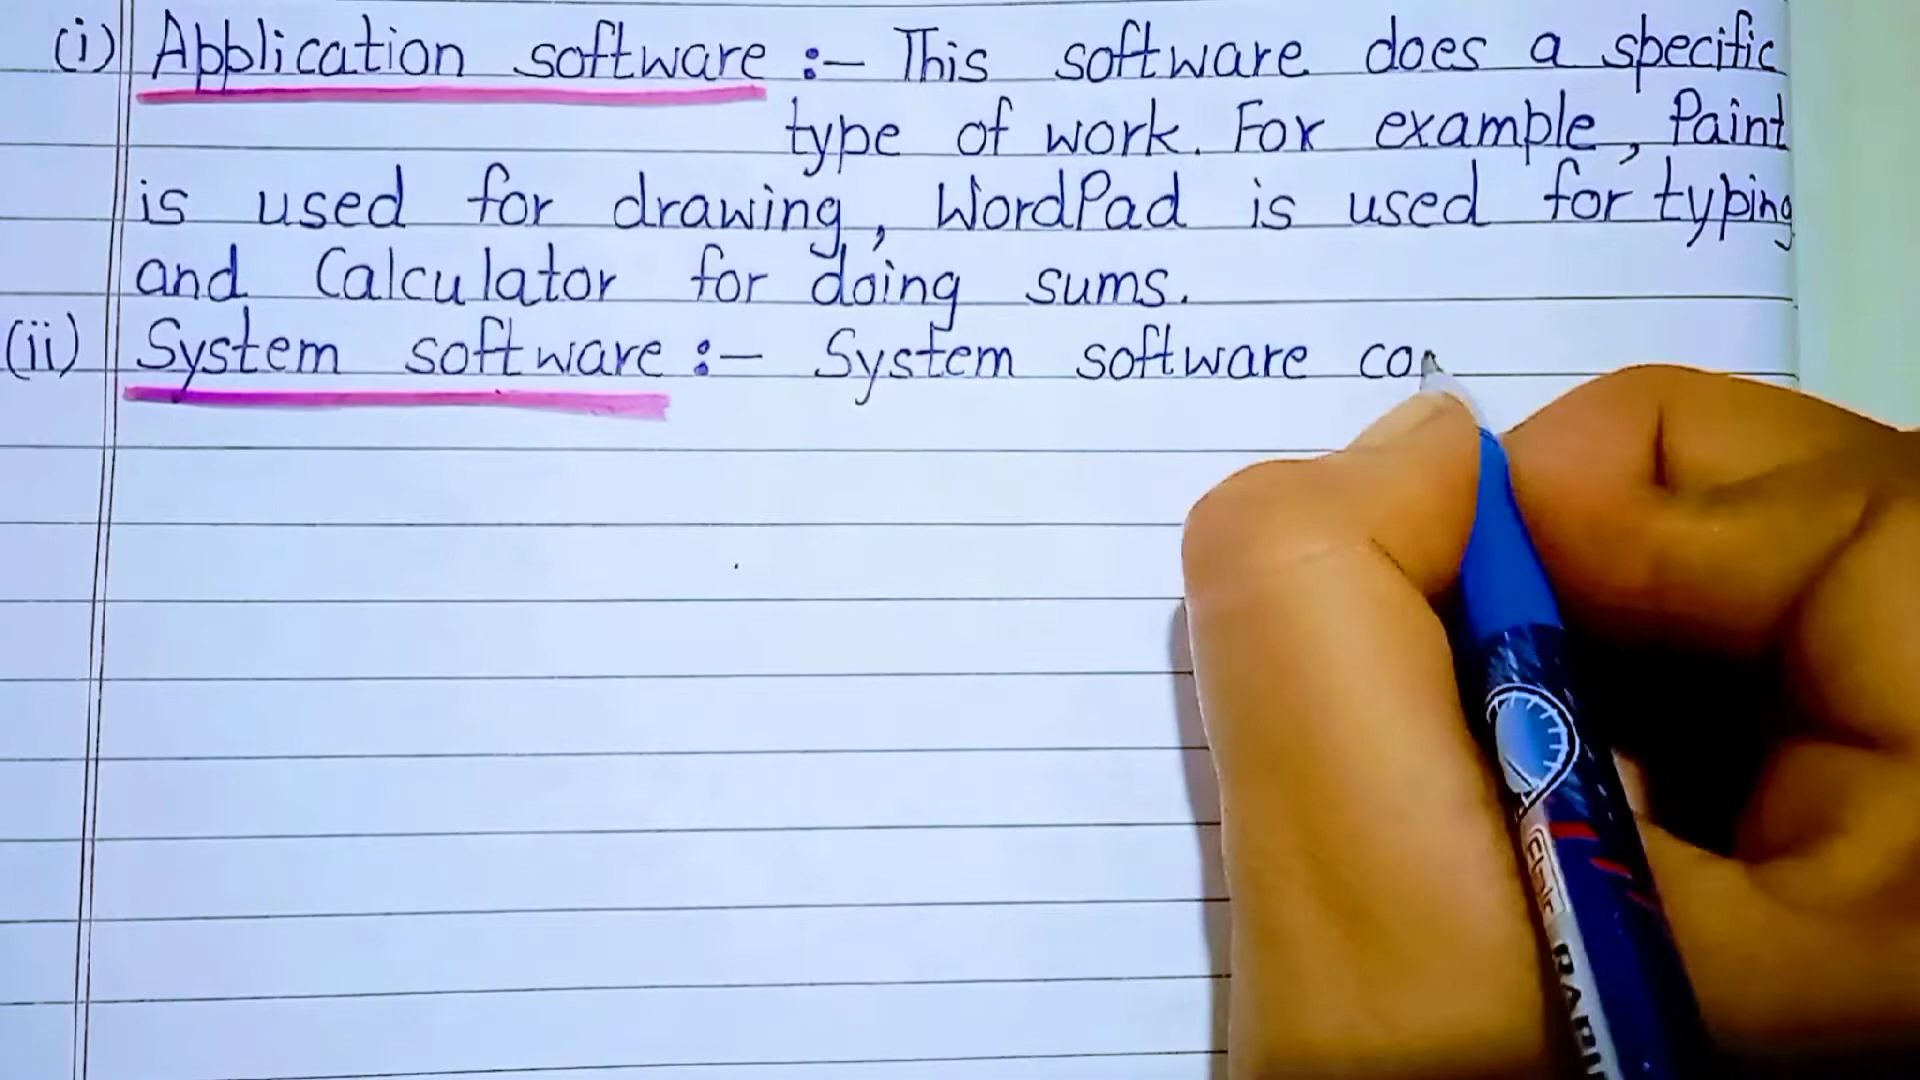 (i) Application software :- This software does a specific
type of work. For example, Paint
is used for drawing, WordPad is used for typing
and Calculator for doing sums.
(ii) System software :- System software con